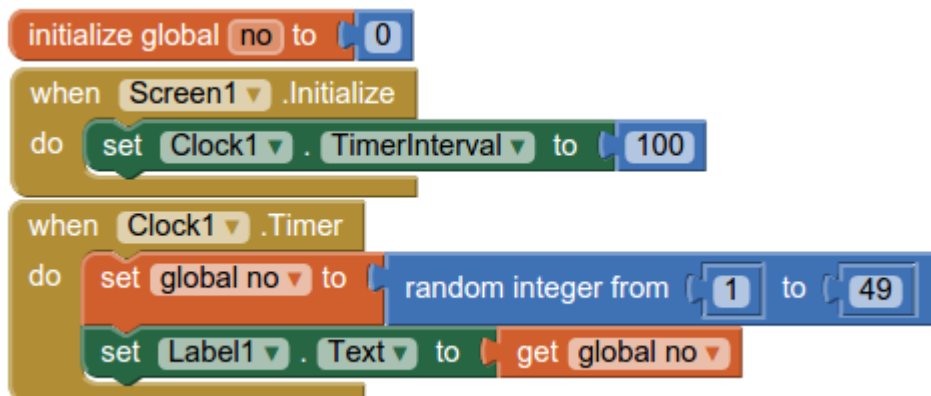 initialize global no to 0
when Screen1 .Initialize
do set Clock1 . TimerInterval to 100
when Clock1 .Timer
do set global no to random integer from 1 to 49
set Label1 . Text to get global no